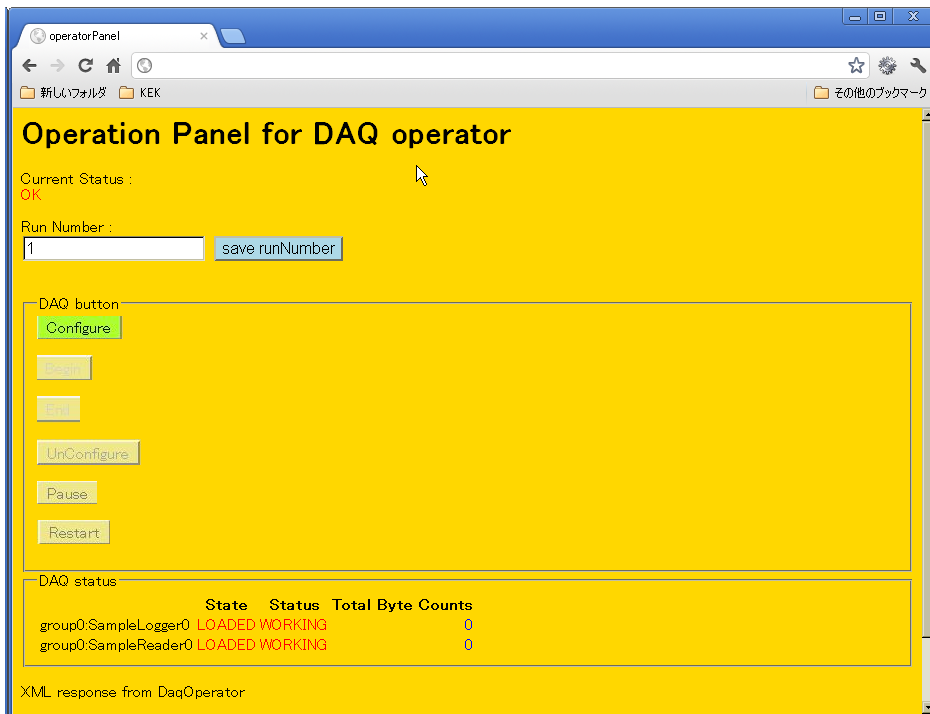 operatorPanel
新しいフォルダ KEK その他のブックマーク
Operation Panel for DAQ operator
Current Status :
OK
Run Number :
1 save runNumber
DAQ button
Configure
Begin
End
UnConfigure
Pause
Restart
DAQ status
State Status Total Byte Counts
group0:SampleLogger0 LOADED WORKING 0
group0:SampleReader0 LOADED WORKING 0
XML response from DaqOperator